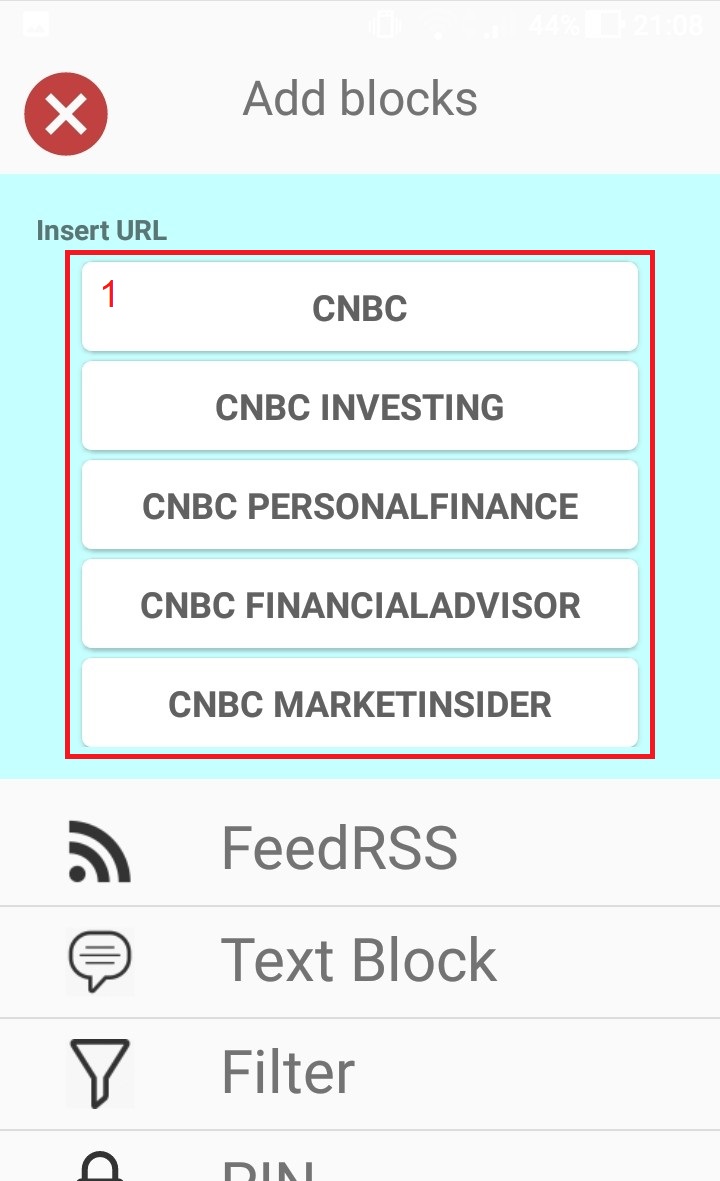 44% 21:08
Add blocks
Insert URL
1
CNBC
CNBC INVESTING
CNBC PERSONALFINANCE
CNBC FINANCIALADVISOR
CNBC MARKETINSIDER
FeedRSS
Text Block
Filter
PIN